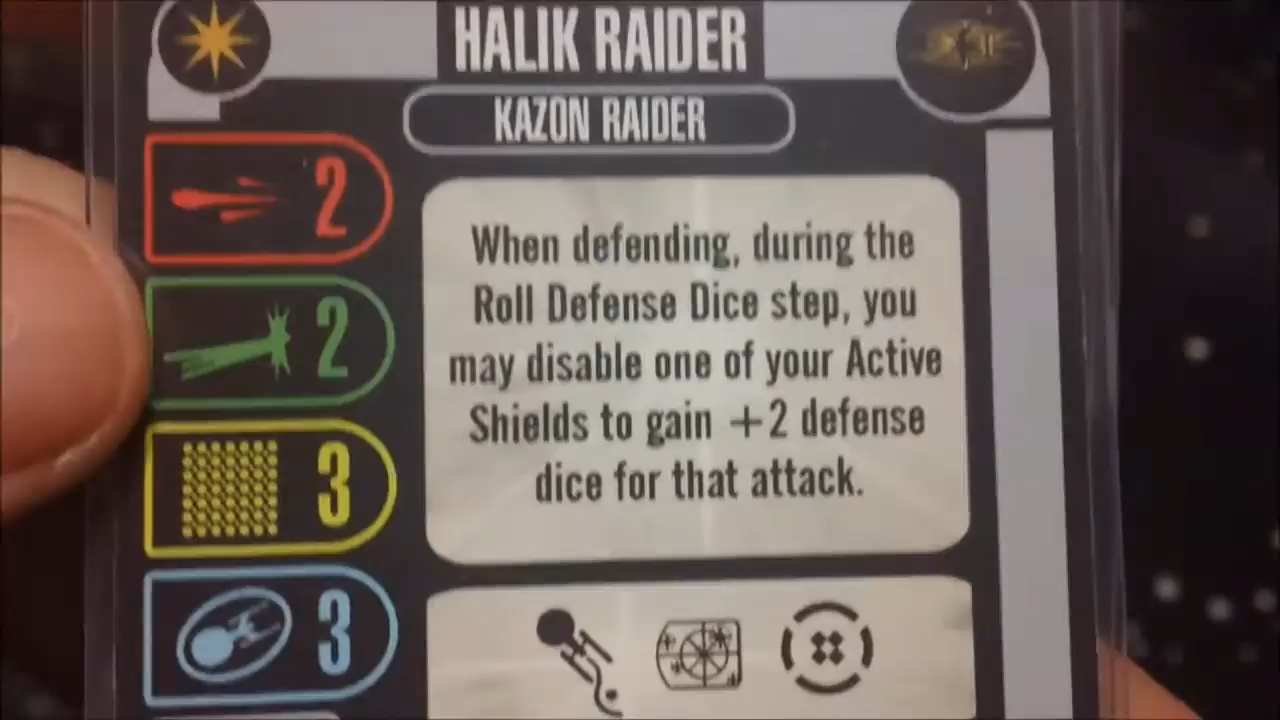 HALIK RAIDER
KAZON RAIDER
2
2
3
3
When defending, during the
Roll Defense Dice step, you
may disable one of your Active
Shields to gain +2 defense
dice for that attack.